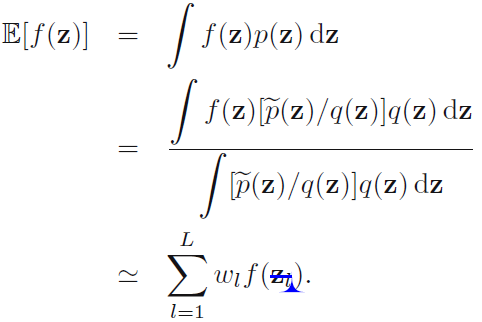 𝔼[f(𝐳)] = ∫ f(𝐳)p(𝐳) d𝐳
= ∫ f(𝐳)[p̃(𝐳)/q(𝐳)]q(𝐳) d𝐳 / ∫ [p̃(𝐳)/q(𝐳)]q(𝐳) d𝐳
≃ ∑_{l=1}^{L} w_l f(𝐳_l).